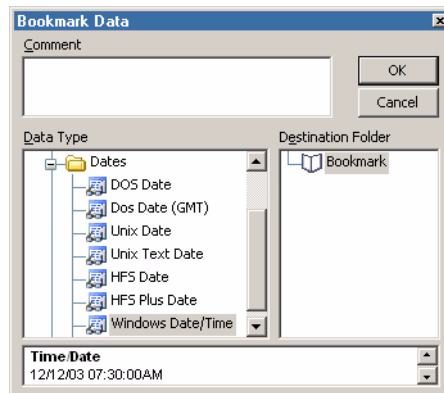 Bookmark Data
Comment
OK
Cancel
Data Type
Destination Folder
Dates
Bookmark
DOS Date
Dos Date (GMT)
Unix Date
Unix Text Date
HFS Date
HFS Plus Date
Windows Date/Time
Time/Date
12/12/03 07:30:00AM